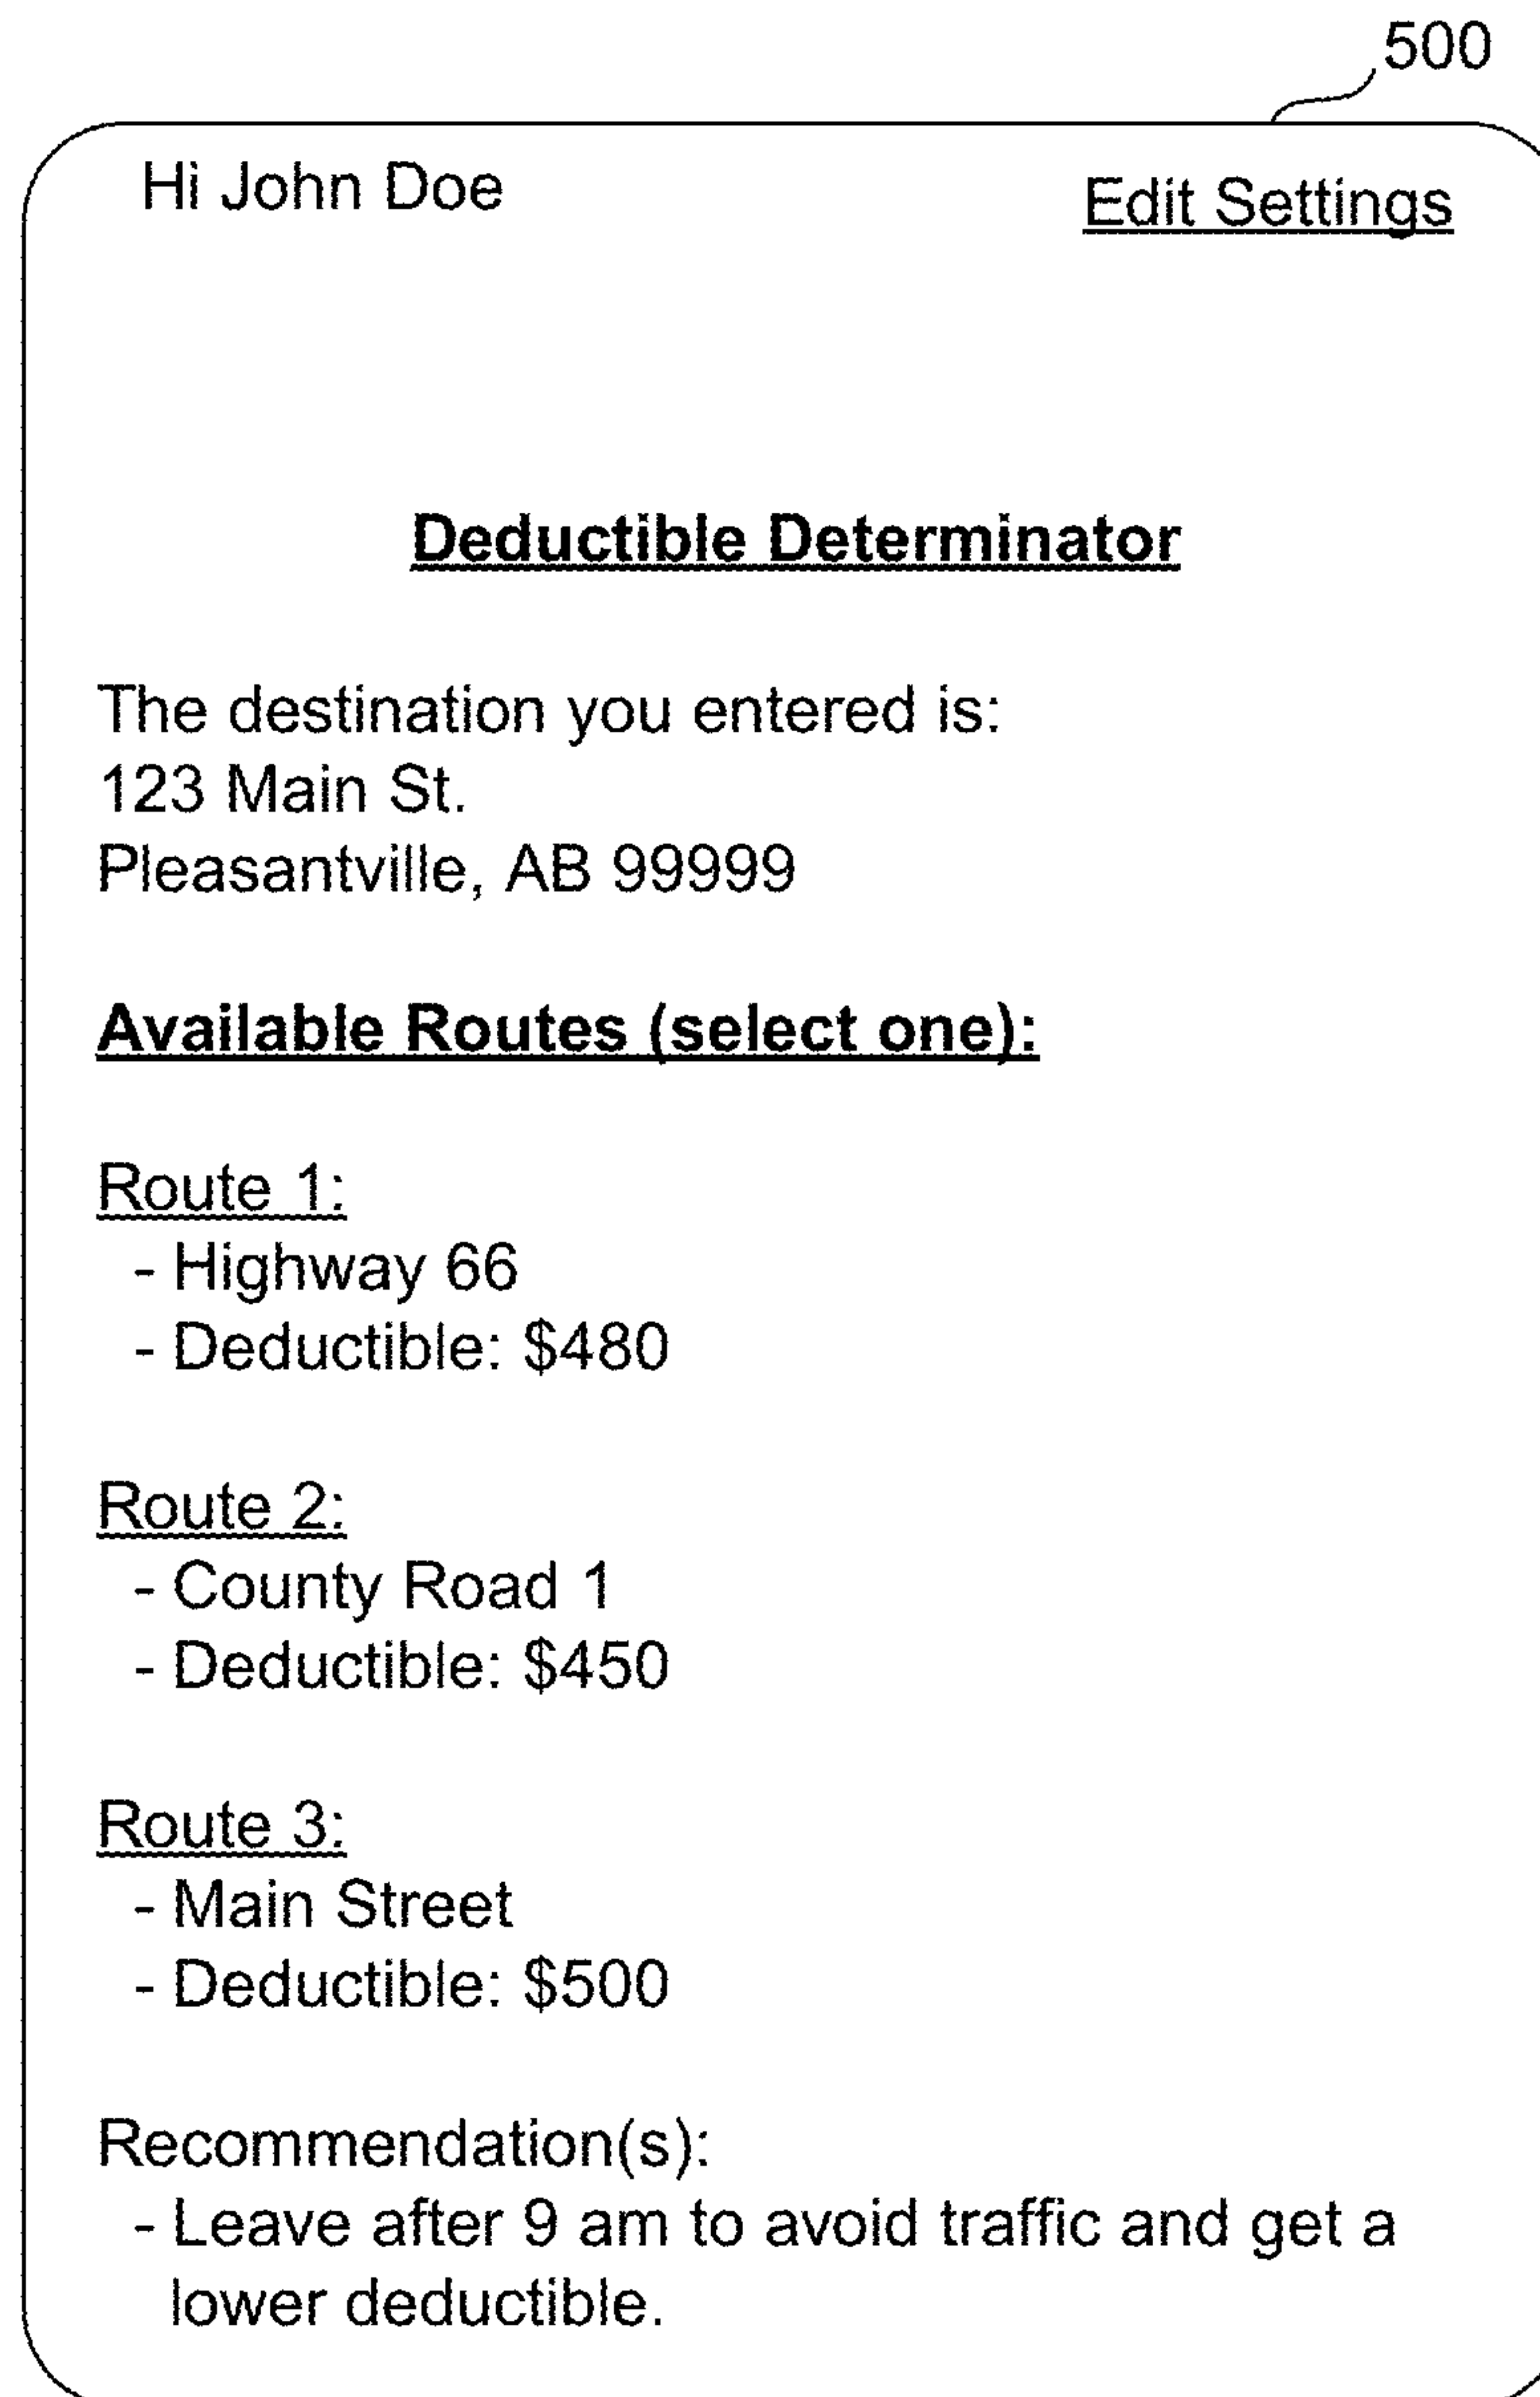 500
Hi John Doe
Edit Settings
Deductible Determinator
The destination you entered is:
123 Main St.
Pleasantville, AB 99999
Available Routes (select one):
Route 1:
- Highway 66
- Deductible: $480
Route 2:
- County Road 1
- Deductible: $450
Route 3:
- Main Street
- Deductible: $500
Recommendation(s):
- Leave after 9 am to avoid traffic and get a
lower deductible.